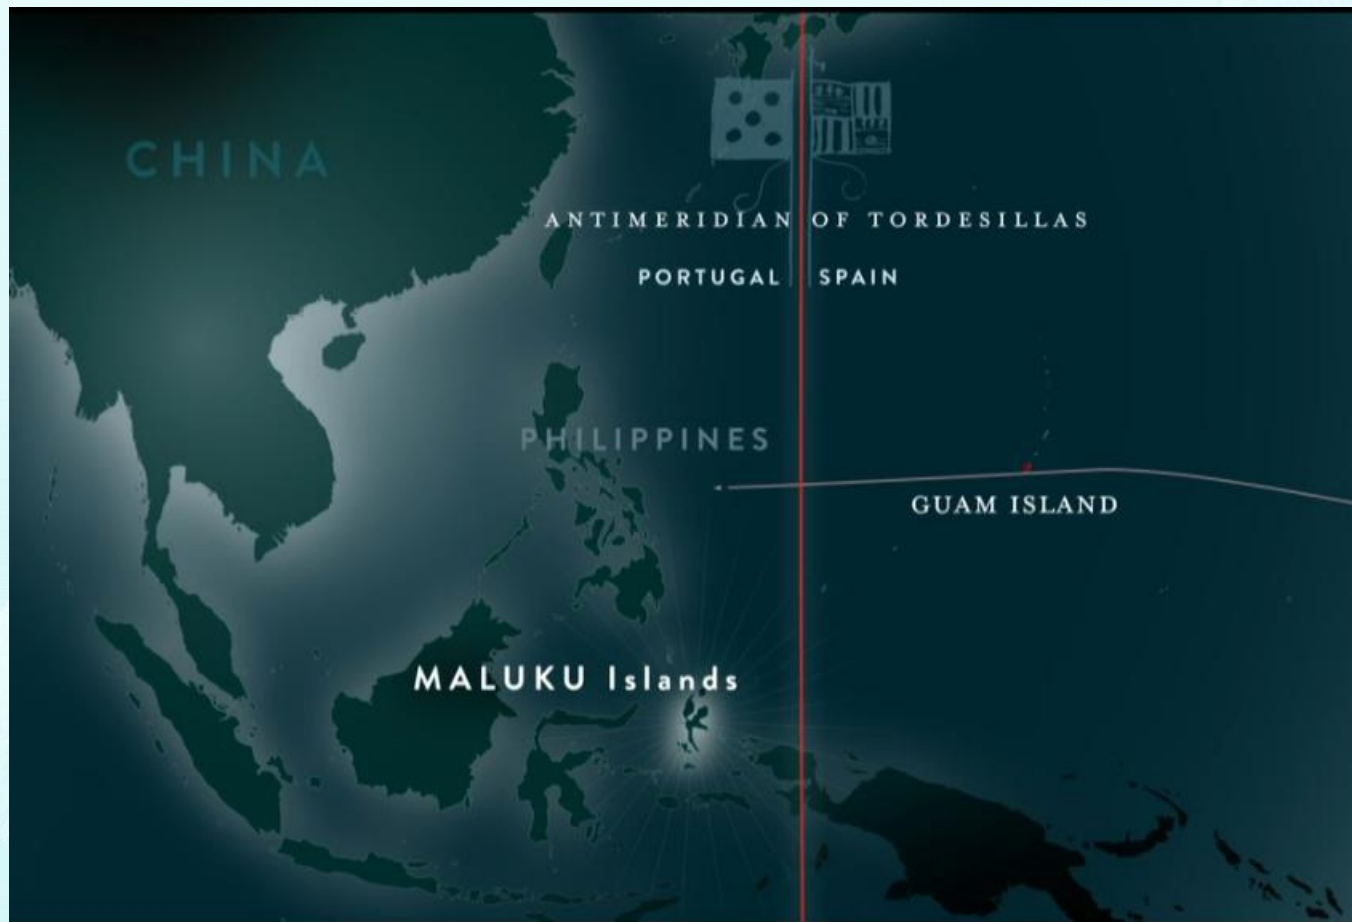 CHINA
ANTIMERIDIAN OF TORDESILLAS
PORTUGAL SPAIN
PHILIPPINES
GUAM ISLAND
MALUKU Islands